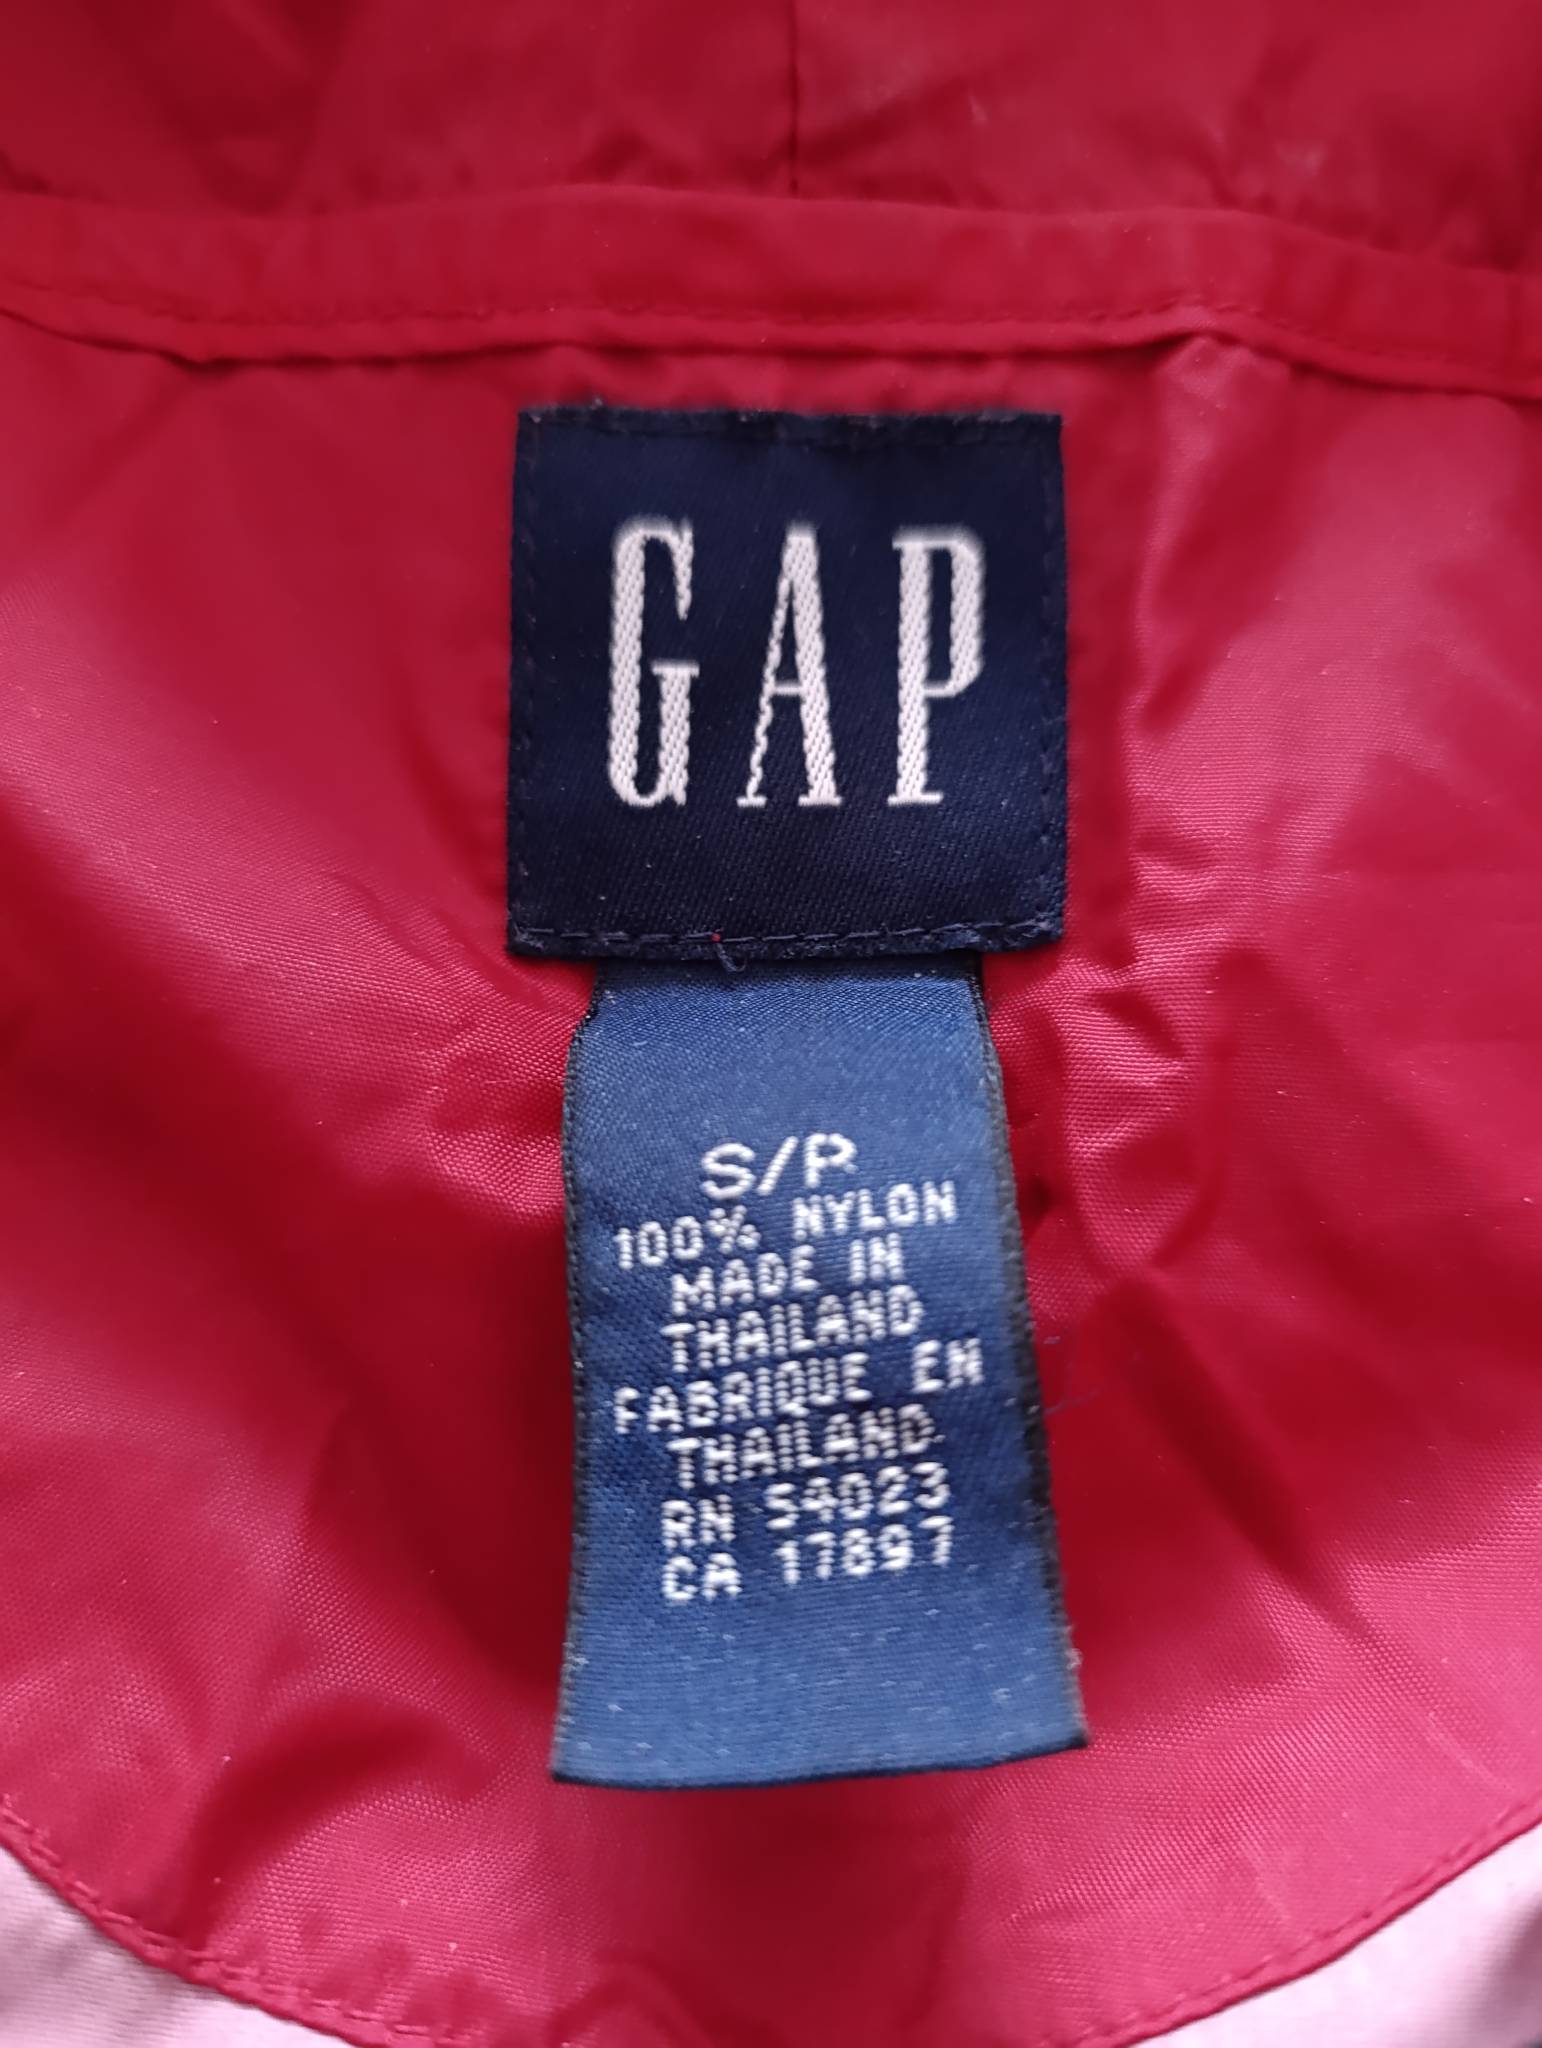 GAP
S/P
100% NYLON
MADE IN
THAILAND
FABRIQUE EN
THAILAND
RN 54023
CA 17897